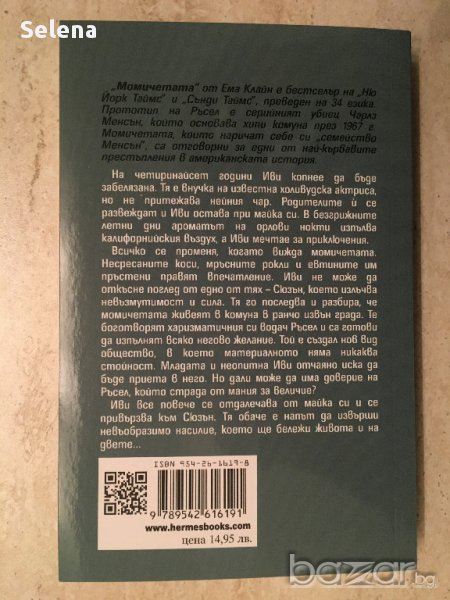 Selena
„Момичетата" от Ема Клайн е бестселър на „Ню
Йорк Таймс" и „Сънди Таймс", преведен на 34 езика.
Прототип на Ръсел е серийният убиец Чарлз
Менсън, който основава хипи комуна през 1967 г.
Момичетата, които наричат себе си „семейство
Менсън", са отговорни за едни от най-кървавите
престъпления в американската история.
На четиринайсет години Иви копнее да бъде
забелязана. Тя е внучка на известна холивудска актриса,
но не притежава нейния чар. Родителите ѝ се
развеждат и Иви остава при майка си. В безгрижните
летни дни ароматът на орлови нокти изпълва
калифорнийския въздух, а Иви мечтае за приключения.
Всичко се променя, когато вижда момичетата.
Несресаните коси, мръсните рокли и евтините им
пръстени правят впечатление. Иви не може да
откъсне поглед от едно от тях – Сюзън, което излъчва
невъзмутимост и сила. Тя го последва и разбира, че
момичетата живеят в комуна в ранчо извън града. Те
боготворят харизматичния си водач Ръсел и са готови
да изпълнят всяко негово желание. Той е създал нов вид
общество, в което материалното няма никаква
стойност. Младата и неопитна Иви отчаяно иска да
бъде приета в него. Но дали може да има доверие на
Ръсел, който страда от мания за величие?
Иви все повече се отдалечава от майка си и се
привързва към Сюзън. Тя обаче е на път да извърши
невъобразимо насилие, което ще бележи живота и на
двете...
ISBN 954-26-1619-8
9 789542 616191
www.hermesbooks.com
цена 14,95 лв.
bazar.bg